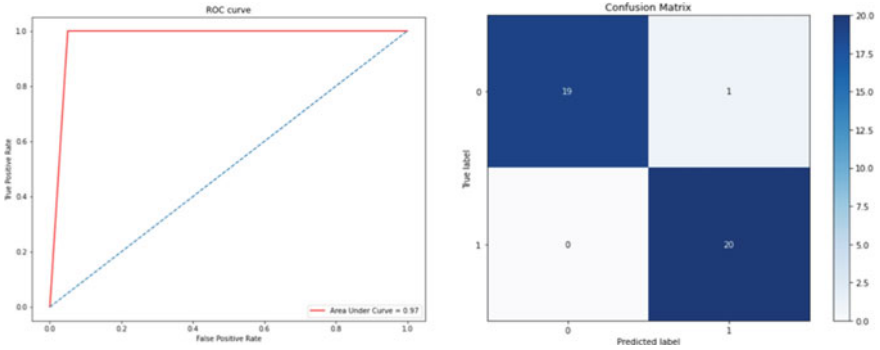 ROC curve
1.0
0.8
0.6
0.4
0.2
0.0
True Positive Rate
0.0 0.2 0.4 0.6 0.8 1.0
False Positive Rate
Area Under Curve = 0.97
Confusion Matrix
True label
0
1
19 1
0 20
0 1
Predicted label
20.0
17.5
15.0
12.5
10.0
7.5
5.0
2.5
0.0